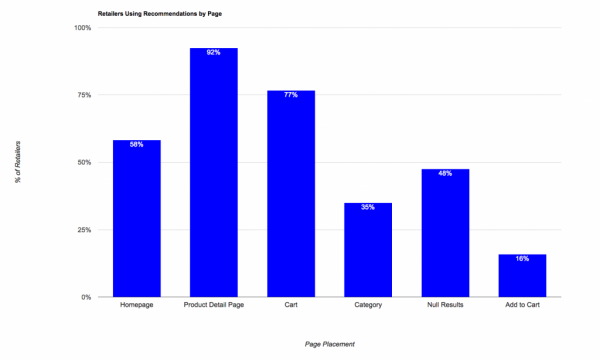 Retailers Using Recommendations by Page
100%
75%
50%
25%
0%
% of Retailers
58%
92%
77%
35%
48%
16%
Homepage
Product Detail Page
Cart
Category
Null Results
Add to Cart
Page Placement